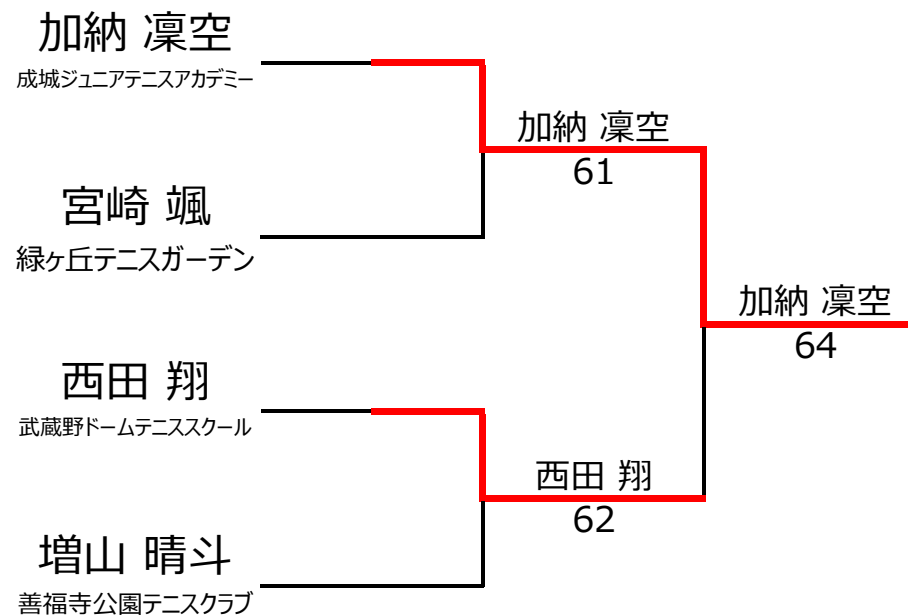 加納 凜空
成城ジュニアテニスアカデミー
加納 凜空
61
宮崎 颯
緑ヶ丘テニスガーデン
加納 凜空
64
西田 翔
武蔵野ドームテニススクール
西田 翔
62
増山 晴斗
善福寺公園テニスクラブ